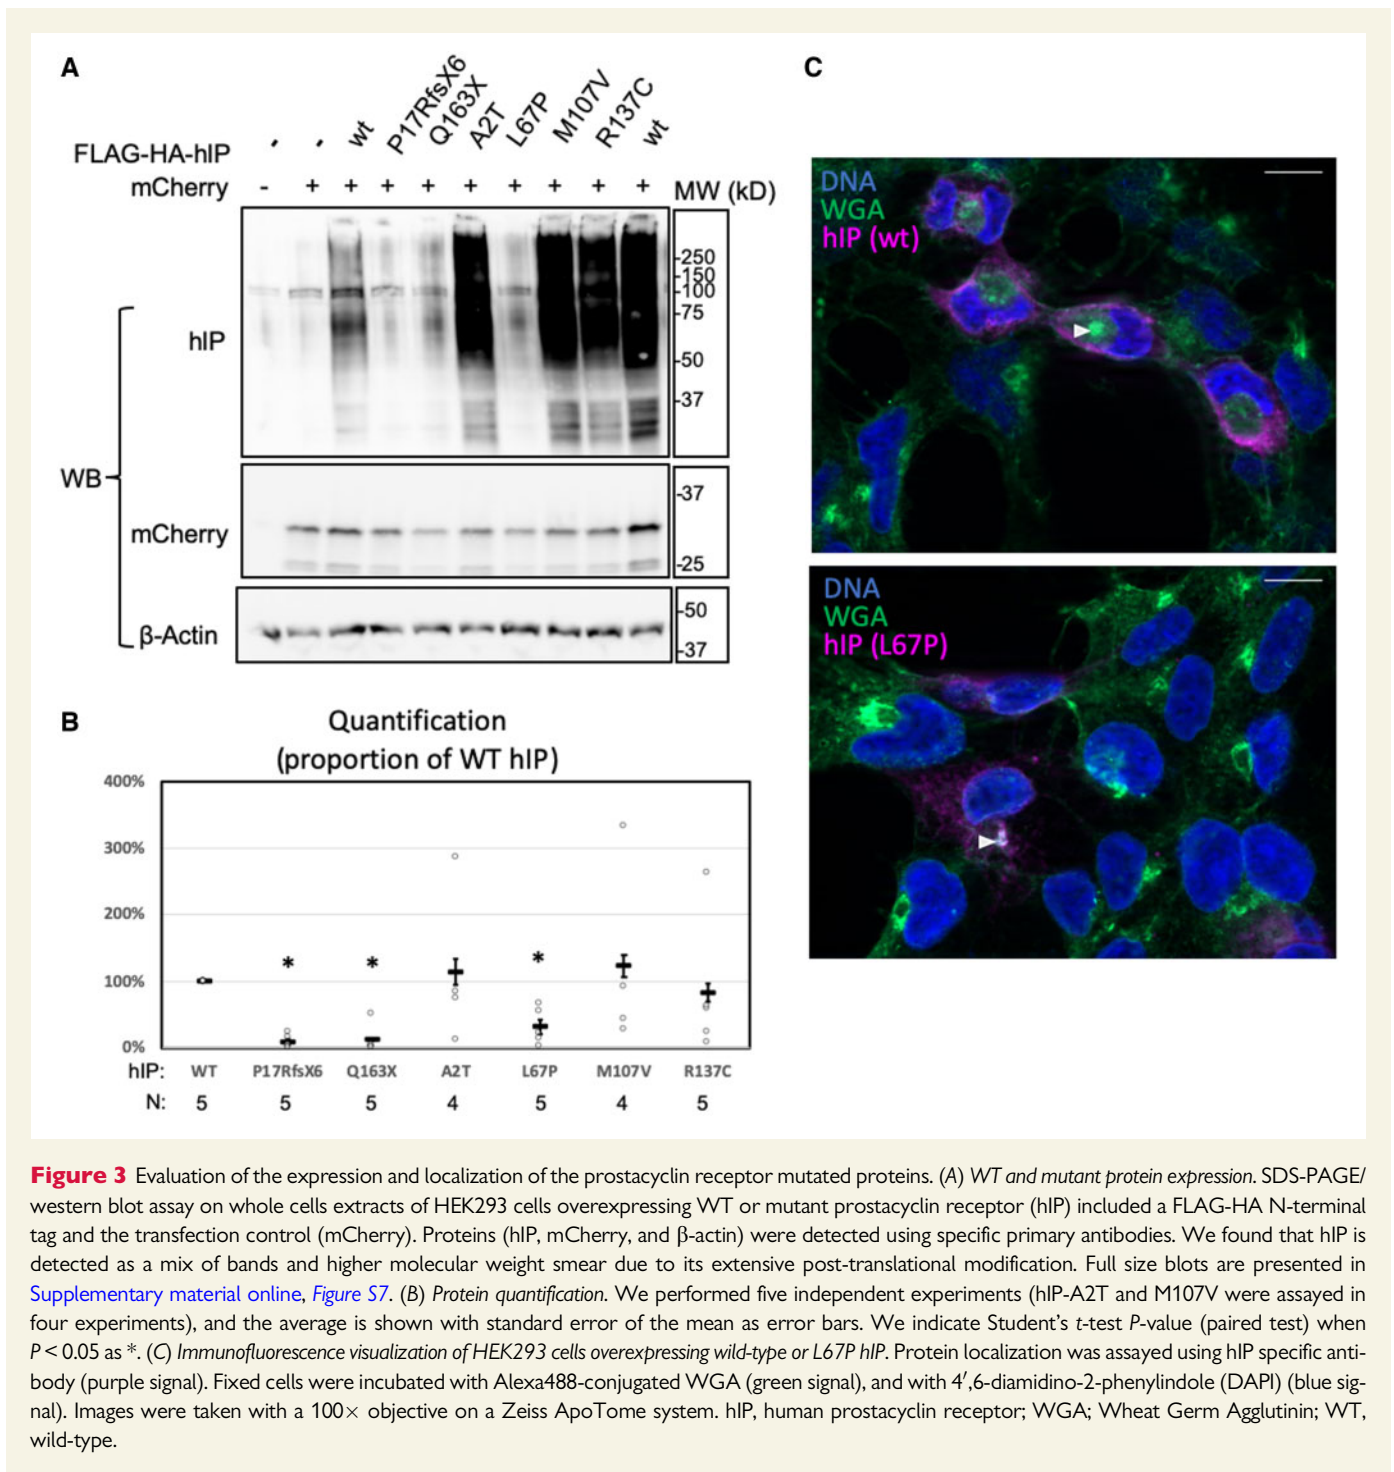 A
FLAG-HA-hIP
- - wt P17RfsX6 Q163X A2T L67P M107V R137C wt
mCherry - + + + + + + + + + MW (kD)
WB
hIP
-250
-150
-100
-75
-50
-37
mCherry
-37
-25
β-Actin
-50
-37
B
Quantification
(proportion of WT hIP)
400%
300%
200%
100%
0%
* * *
hIP: WT P17RfsX6 Q163X A2T L67P M107V R137C
N: 5 5 5 4 5 4 5
C
DNA
WGA
hIP (wt)
DNA
WGA
hIP (L67P)
Figure 3 Evaluation of the expression and localization of the prostacyclin receptor mutated proteins. (A) WT and mutant protein expression. SDS-PAGE/
western blot assay on whole cells extracts of HEK293 cells overexpressing WT or mutant prostacyclin receptor (hIP) included a FLAG-HA N-terminal
tag and the transfection control (mCherry). Proteins (hIP, mCherry, and β-actin) were detected using specific primary antibodies. We found that hIP is
detected as a mix of bands and higher molecular weight smear due to its extensive post-translational modification. Full size blots are presented in
Supplementary material online, Figure S7. (B) Protein quantification. We performed five independent experiments (hIP-A2T and M107V were assayed in
four experiments), and the average is shown with standard error of the mean as error bars. We indicate Student's t-test P-value (paired test) when
P < 0.05 as *. (C) Immunofluorescence visualization of HEK293 cells overexpressing wild-type or L67P hIP. Protein localization was assayed using hIP specific anti-
body (purple signal). Fixed cells were incubated with Alexa488-conjugated WGA (green signal), and with 4′,6-diamidino-2-phenylindole (DAPI) (blue sig-
nal). Images were taken with a 100× objective on a Zeiss ApoTome system. hIP, human prostacyclin receptor; WGA; Wheat Germ Agglutinin; WT,
wild-type.